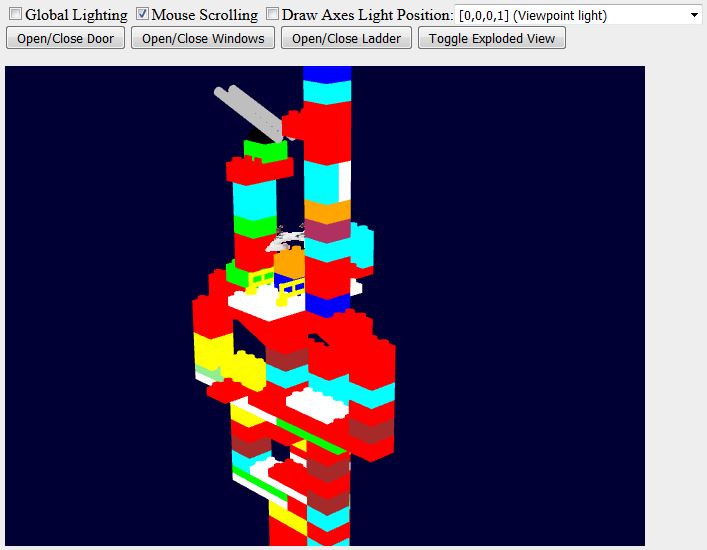 Global Lighting Mouse Scrolling Draw Axes Light Position: [0,0,0,1] (Viewpoint light)
Open/Close Door Open/Close Windows Open/Close Ladder Toggle Exploded View